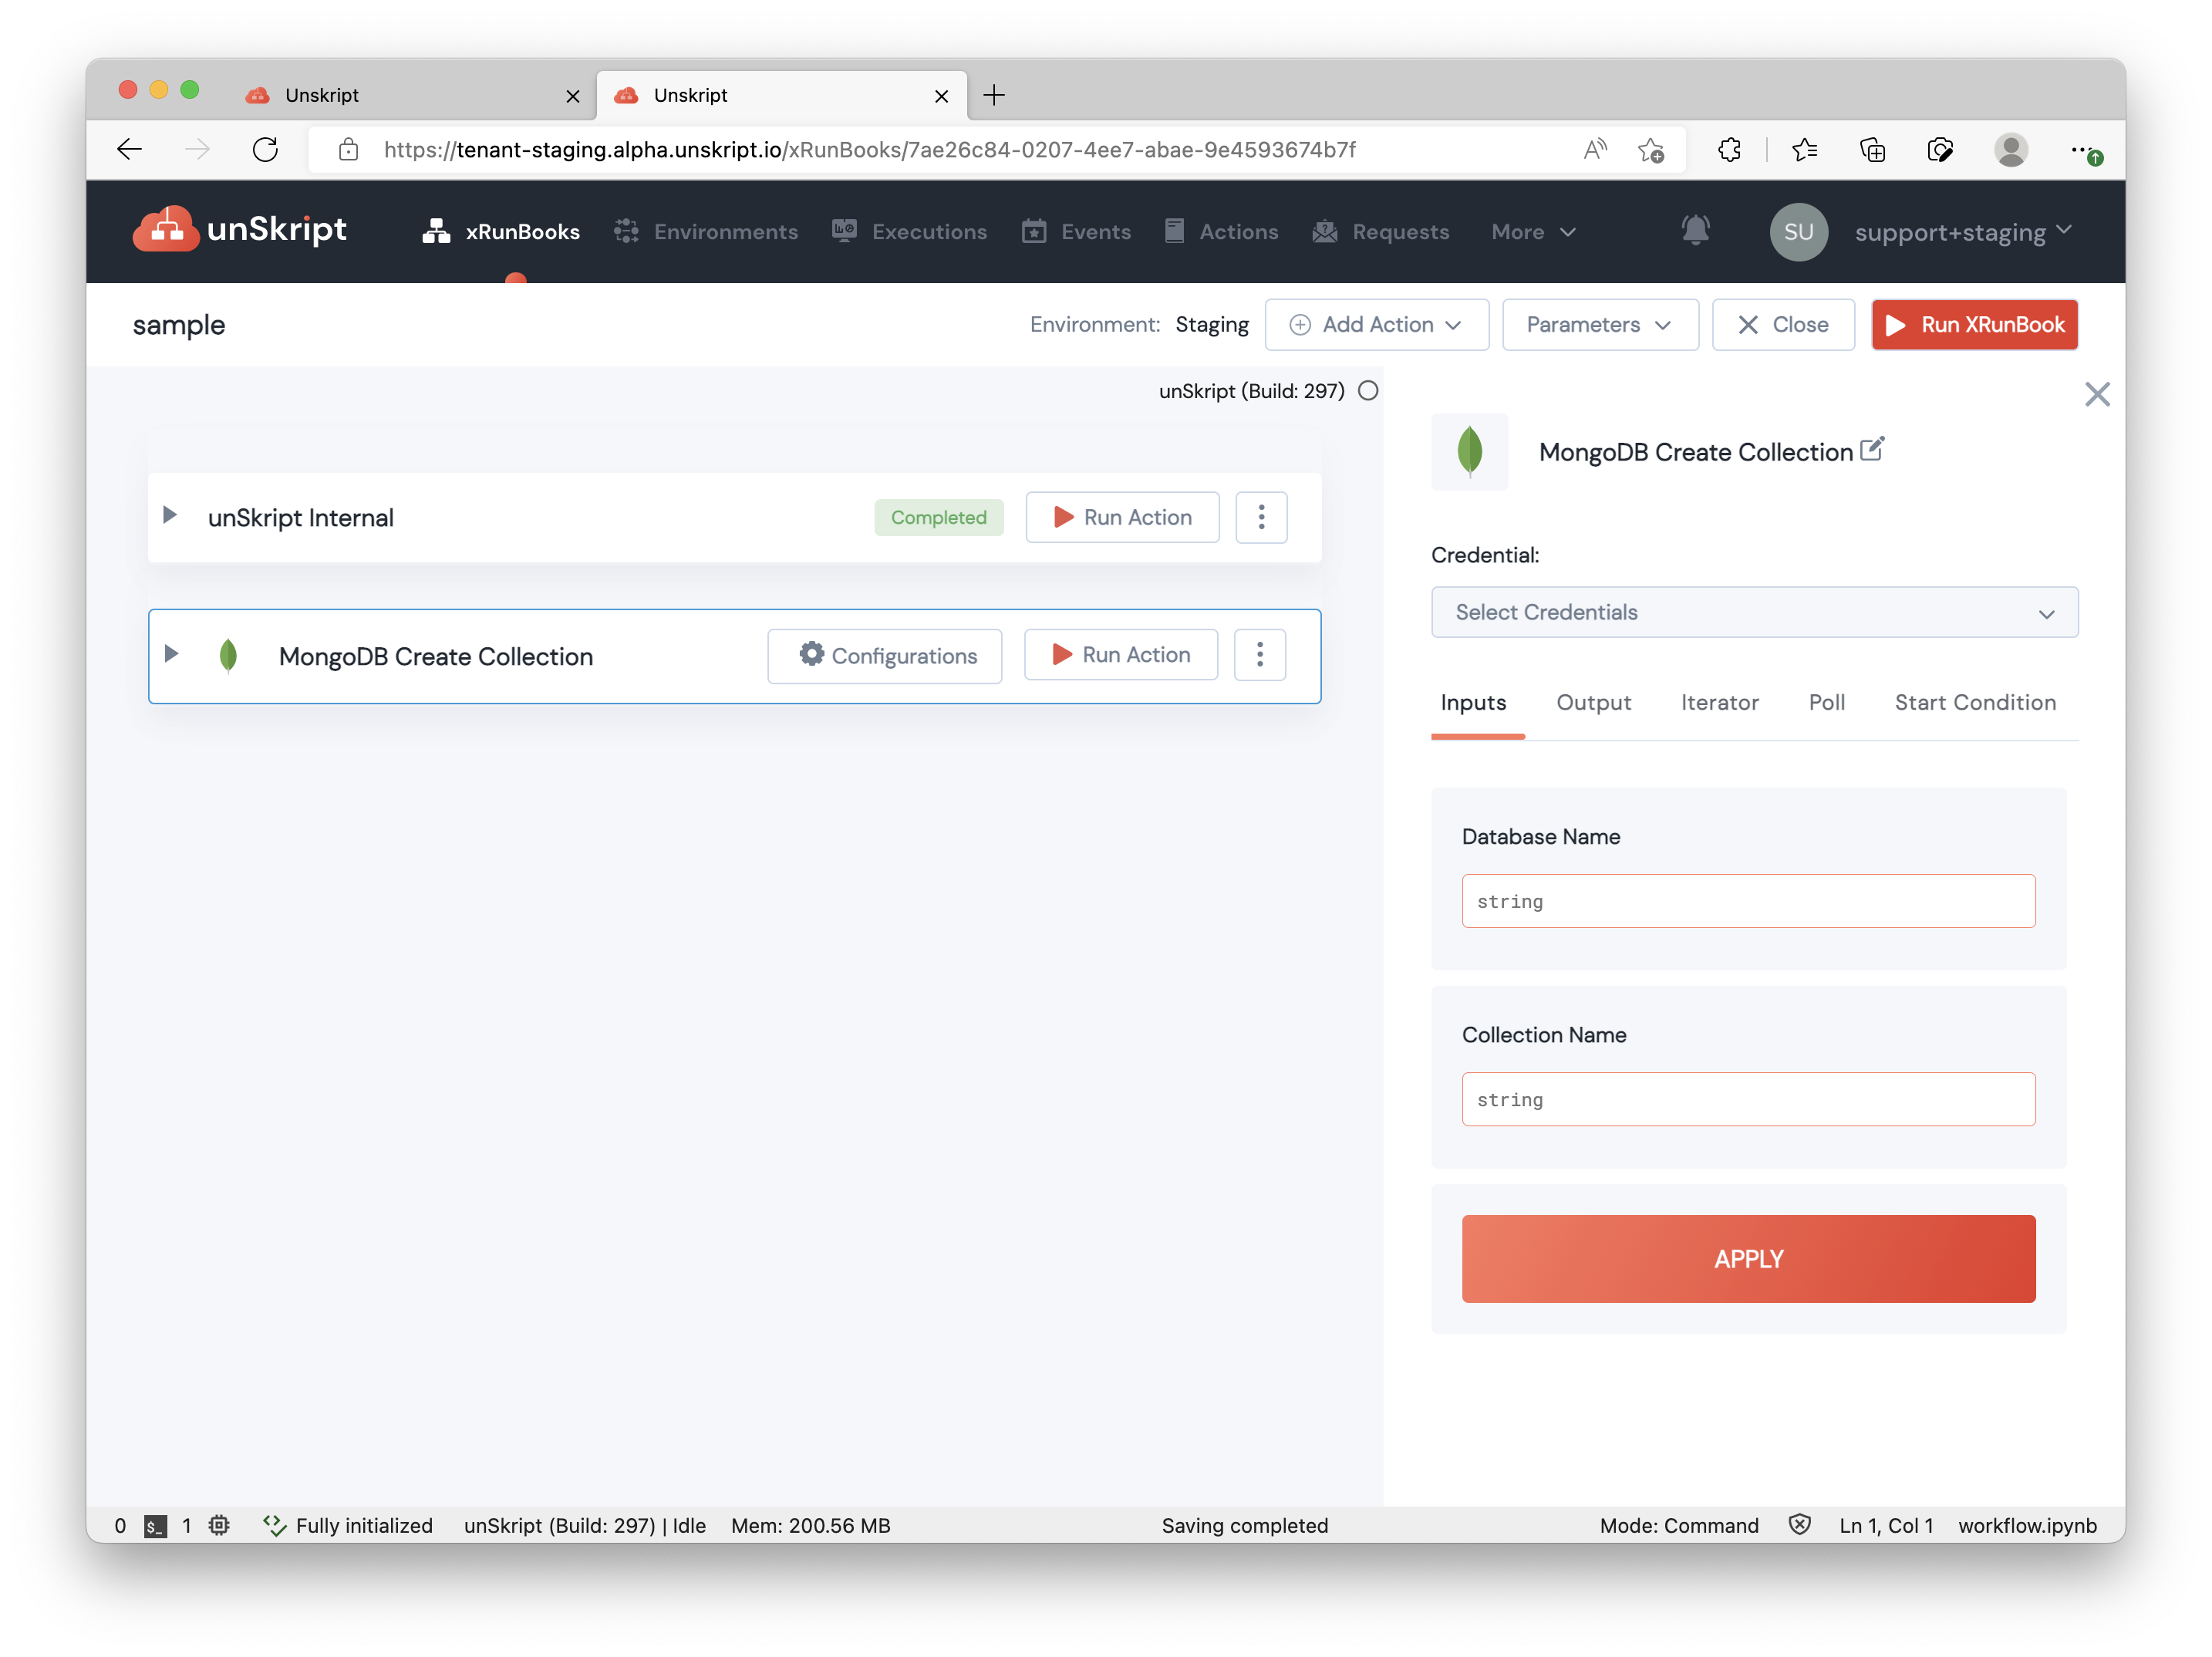 Unskript
Unskript
https://tenant-staging.alpha.unskript.io/xRunBooks/7ae26c84-0207-4ee7-abae-9e4593674b7f
unSkript
xRunBooks
Environments
Executions
Events
Actions
Requests
More
SU
support+staging
sample
Environment: Staging
Add Action
Parameters
Close
Run XRunBook
unSkript (Build: 297)
unSkript Internal
Completed
Run Action
MongoDB Create Collection
Configurations
Run Action
MongoDB Create Collection
Credential:
Select Credentials
Inputs
Output
Iterator
Poll
Start Condition
Database Name
string
Collection Name
string
APPLY
0 $_ 1
Fully initialized
unSkript (Build: 297) | Idle
Mem: 200.56 MB
Saving completed
Mode: Command
Ln 1, Col 1
workflow.ipynb